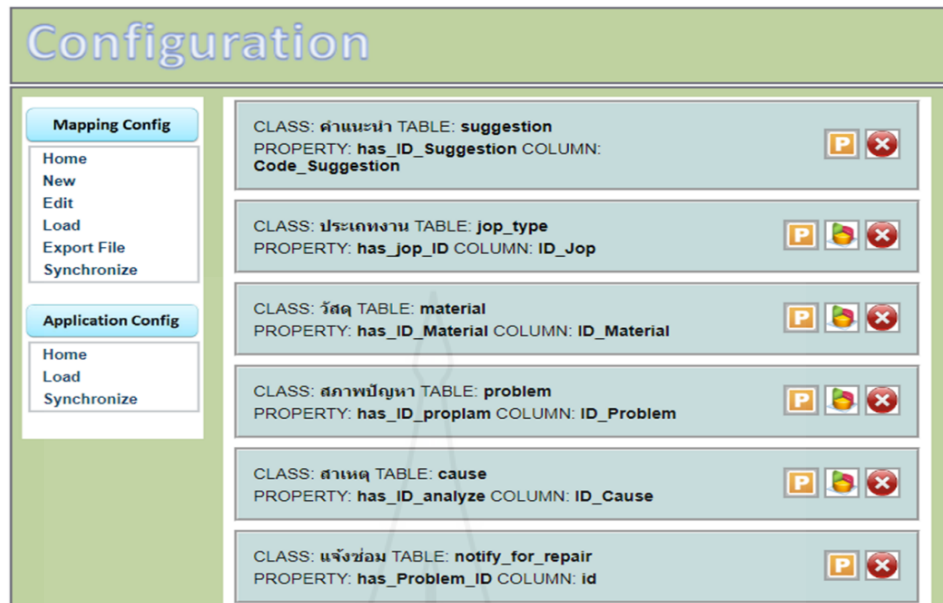 Configuration
Mapping Config
Home
New
Edit
Load
Export File
Synchronize
Application Config
Home
Load
Synchronize
CLASS: คำแนะนำ TABLE: suggestion
PROPERTY: has_ID_Suggestion COLUMN:
Code_Suggestion
P
CLASS: ประเภทงาน TABLE: jop_type
PROPERTY: has_jop_ID COLUMN: ID_Jop
P
CLASS: วัสดุ TABLE: material
PROPERTY: has_ID_Material COLUMN: ID_Material
P
CLASS: สภาพปัญหา TABLE: problem
PROPERTY: has_ID_proplam COLUMN: ID_Problem
P
CLASS: สาเหตุ TABLE: cause
PROPERTY: has_ID_analyze COLUMN: ID_Cause
P
CLASS: แจ้งซ่อม TABLE: notify_for_repair
PROPERTY: has_Problem_ID COLUMN: id
P